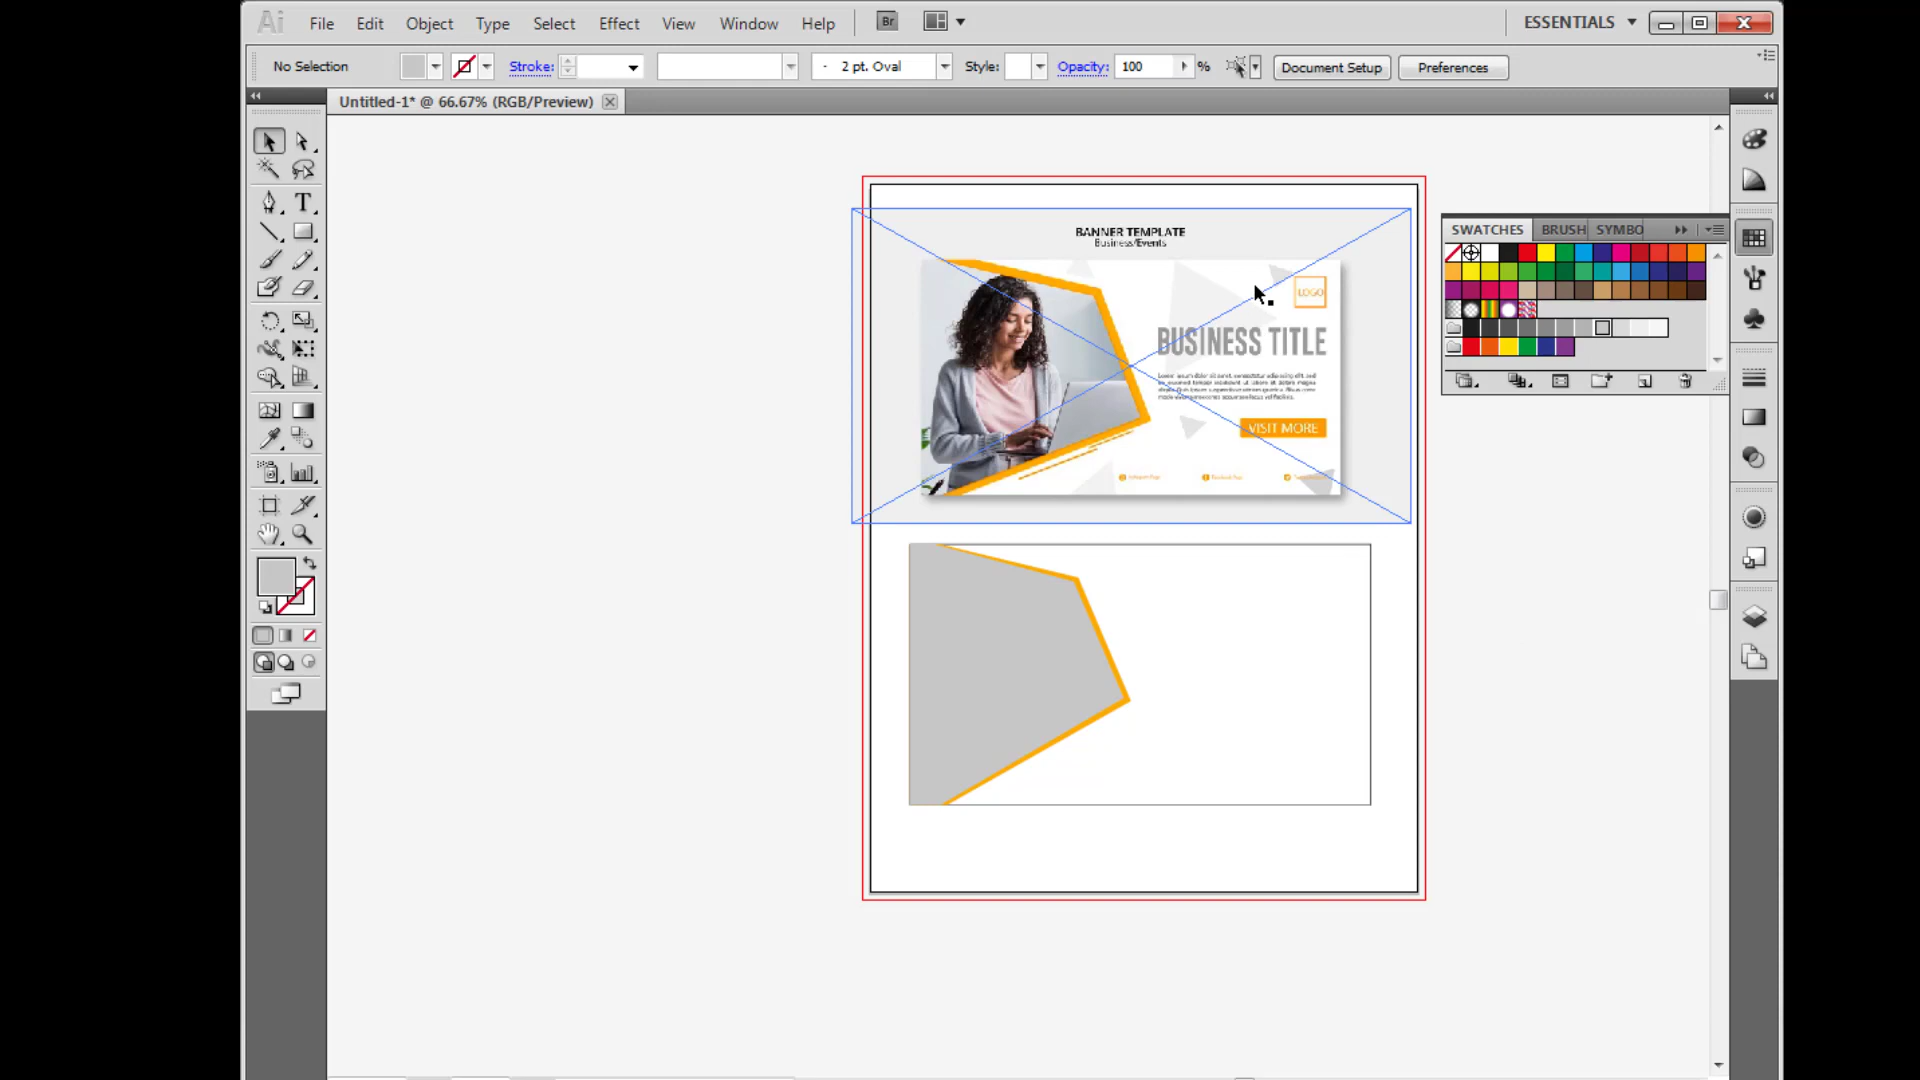 Ai File Edit Object Type Select Effect View Window Help Br ESSENTIALS
No Selection Stroke: 2 pt. Oval Style: Opacity: 100 % Document Setup Preferences
Untitled-1* @ 66.67% (RGB/Preview)
SWATCHES BRUSH SYMBO
BANNER TEMPLATE
Business/Events
LOGO
BUSINESS TITLE
VISIT MORE